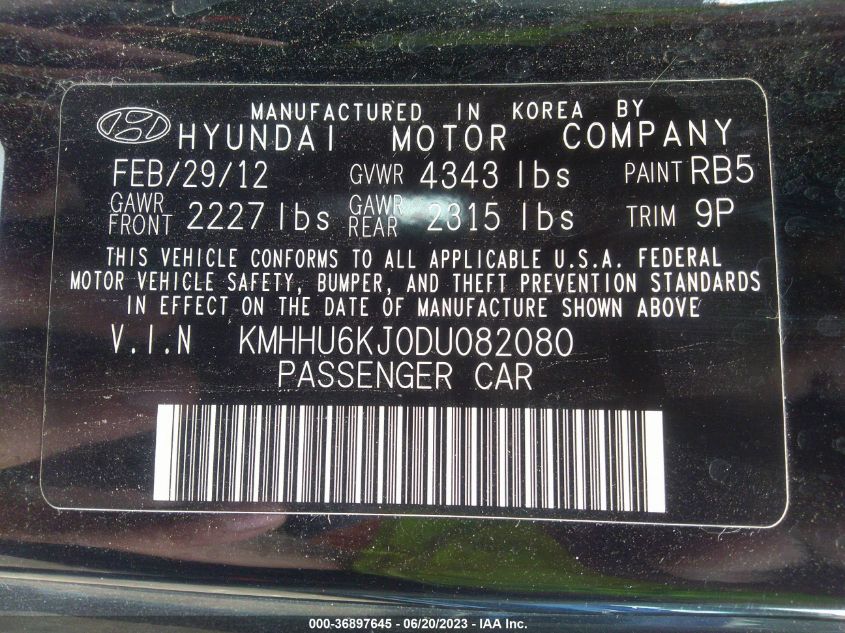 MANUFACTURED IN KOREA BY
HYUNDAI MOTOR COMPANY
FEB/29/12 GVWR 4343 lbs PAINT RB5
GAWR FRONT 2227 lbs GAWR REAR 2315 lbs TRIM 9P
THIS VEHICLE CONFORMS TO ALL APPLICABLE U.S.A. FEDERAL
MOTOR VEHICLE SAFETY, BUMPER, AND THEFT PREVENTION STANDARDS
IN EFFECT ON THE DATE OF MANUFACTURE SHOWN ABOVE
V.I.N KMHHU6KJ0DU082080
PASSENGER CAR
000-36897645 - 06/20/2023 - IAA Inc.